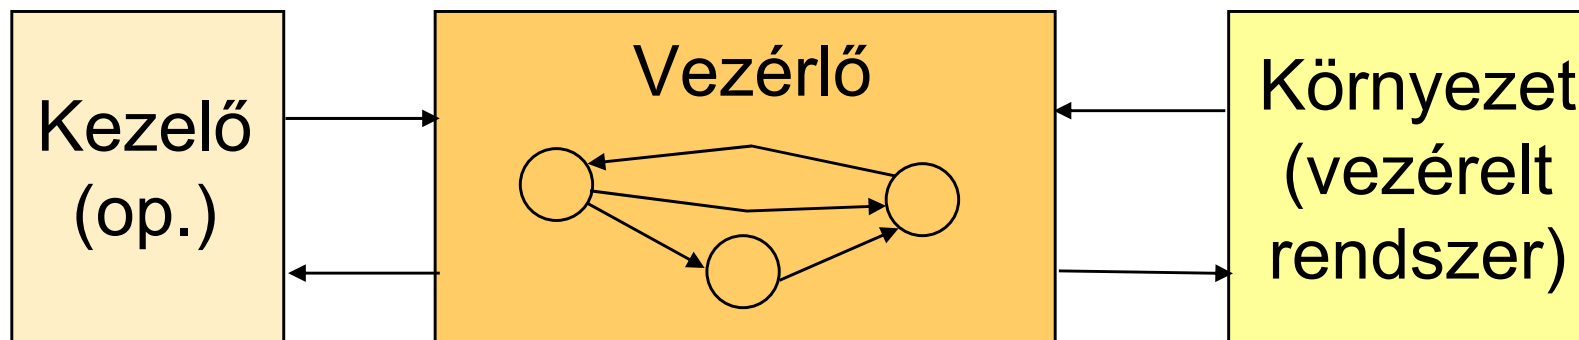 Kezelő
(op.)
Vezérlő
Környezet
(vezérelt
rendszer)